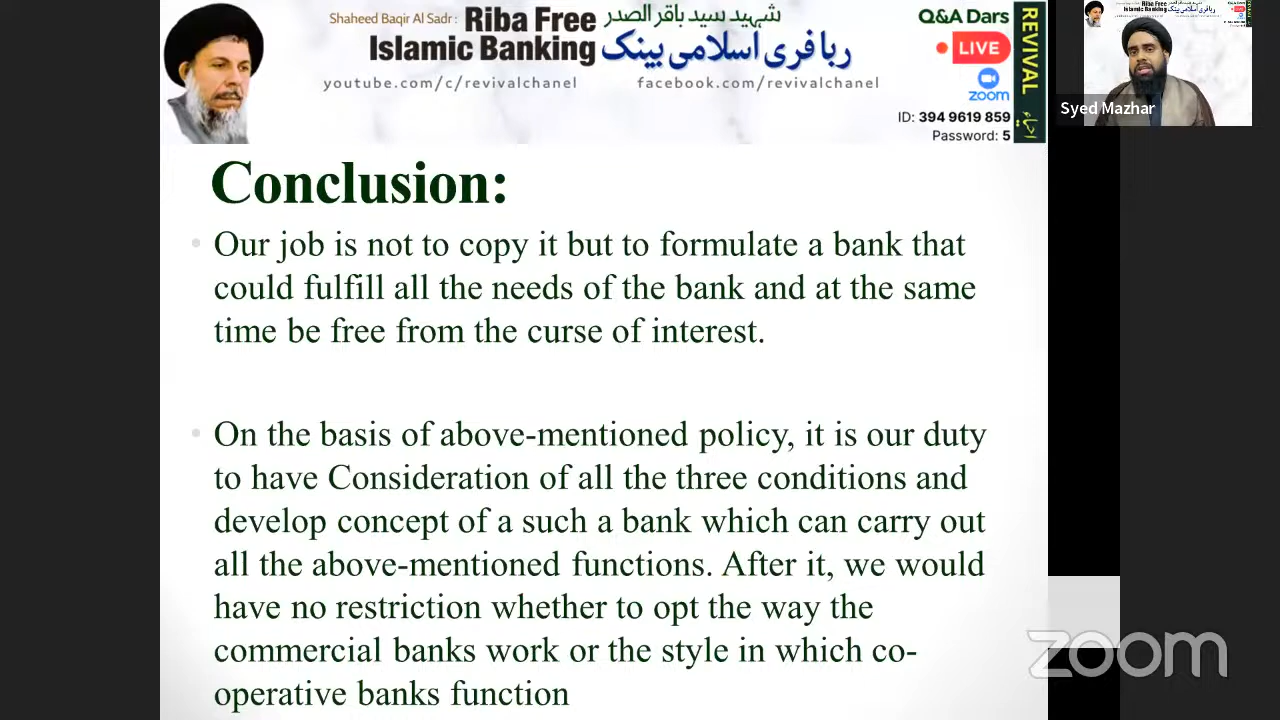 Shaheed Baqir Al Sadr :
Riba Free
شہید سید باقر الصدر
Islamic Banking
ربا فری اسلامی بینک
youtube.com/c/revivalchanel
facebook.com/revivalchanel
Q&A Dars
LIVE
zoom
ID: 394 9619 859
Password: 5
REVIVAL
احیاء
Syed Mazhar
Conclusion:
Our job is not to copy it but to formulate a bank that
could fulfill all the needs of the bank and at the same
time be free from the curse of interest.
On the basis of above-mentioned policy, it is our duty
to have Consideration of all the three conditions and
develop concept of a such a bank which can carry out
all the above-mentioned functions. After it, we would
have no restriction whether to opt the way the
commercial banks work or the style in which co-
operative banks function
zoom